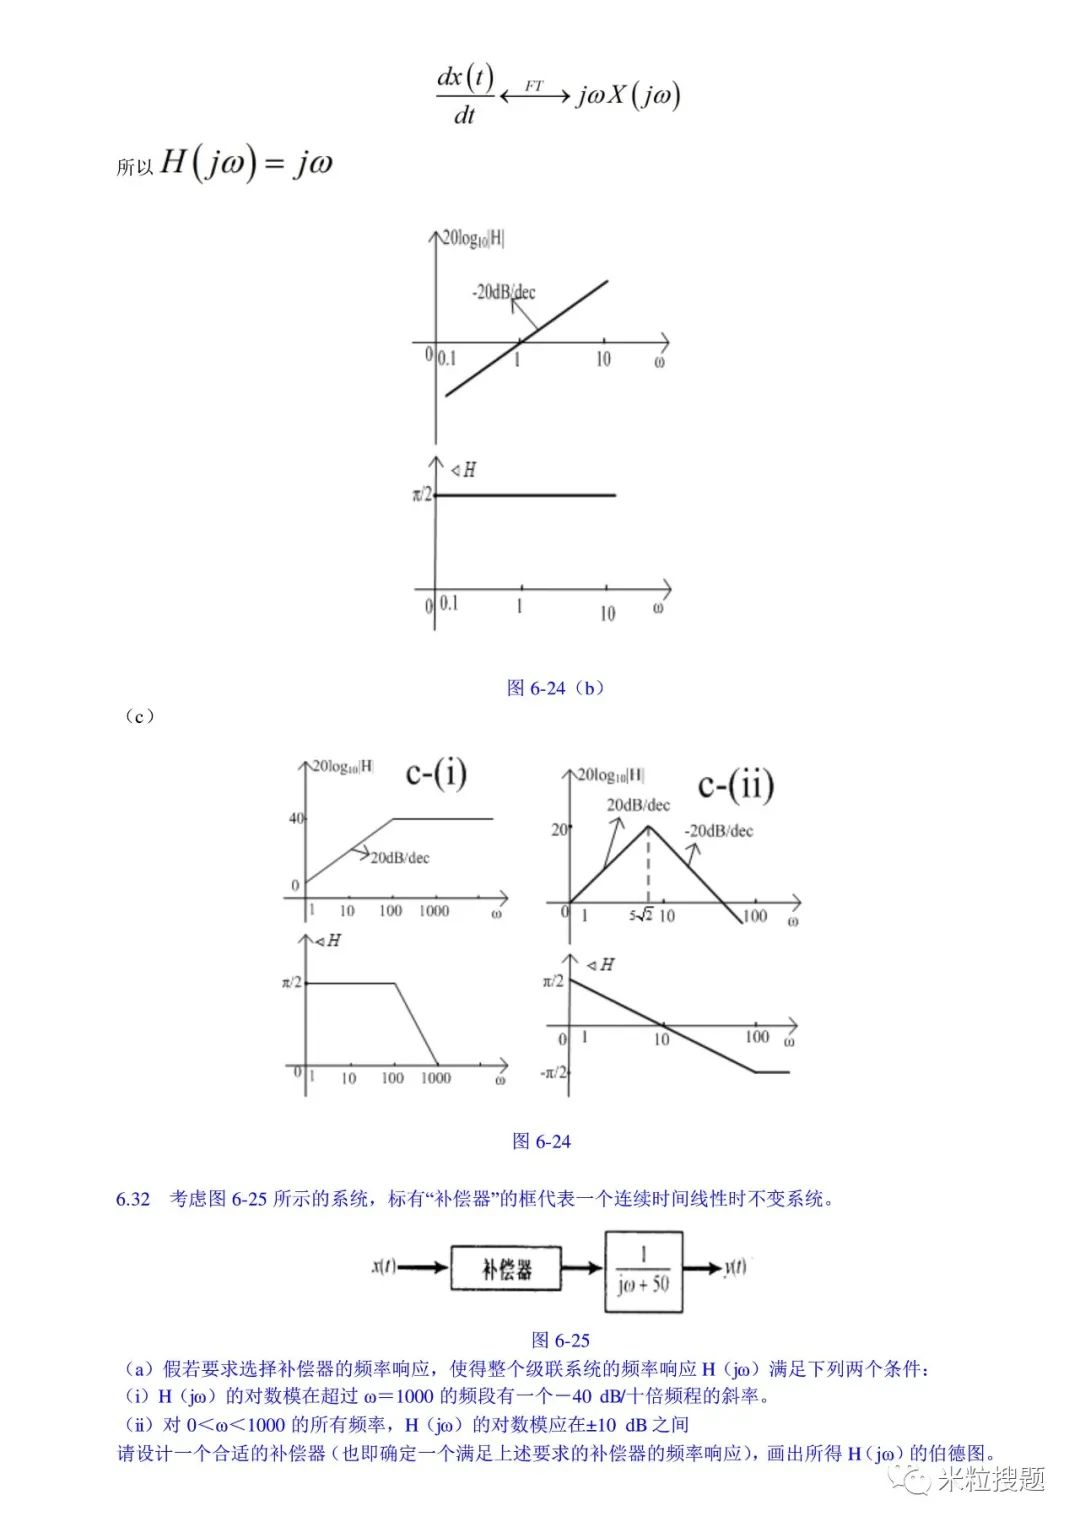 dx(t)/dt ←FT→ jωX(jω)
所以 H(jω) = jω
20log₁₀|H|
-20dB/dec
0 0.1 1 10 ω
∢H
π/2
0 0.1 1 10 ω
图 6-24（b）
（c）
20log₁₀|H| c-(i)
40
20dB/dec
0
1 10 100 1000 ω
∢H
π/2
0 1 10 100 1000 ω
20log₁₀|H| c-(ii)
20dB/dec
20 -20dB/dec
0 1 5√2 10 100 ω
∢H
π/2
0 1 10 100 ω
-π/2
图 6-24
6.32 考虑图 6-25 所示的系统，标有“补偿器”的框代表一个连续时间线性时不变系统。
x(t) 补偿器 1/(jω + 50) y(t)
图 6-25
（a）假若要求选择补偿器的频率响应，使得整个级联系统的频率响应 H（jω）满足下列两个条件：
（i）H（jω）的对数模在超过 ω＝1000 的频段有一个－40 dB/十倍频程的斜率。
（ii）对 0＜ω＜1000 的所有频率，H（jω）的对数模应在±10 dB 之间
请设计一个合适的补偿器（也即确定一个满足上述要求的补偿器的频率响应），画出所得 H（jω）的伯德图。
米粒搜题